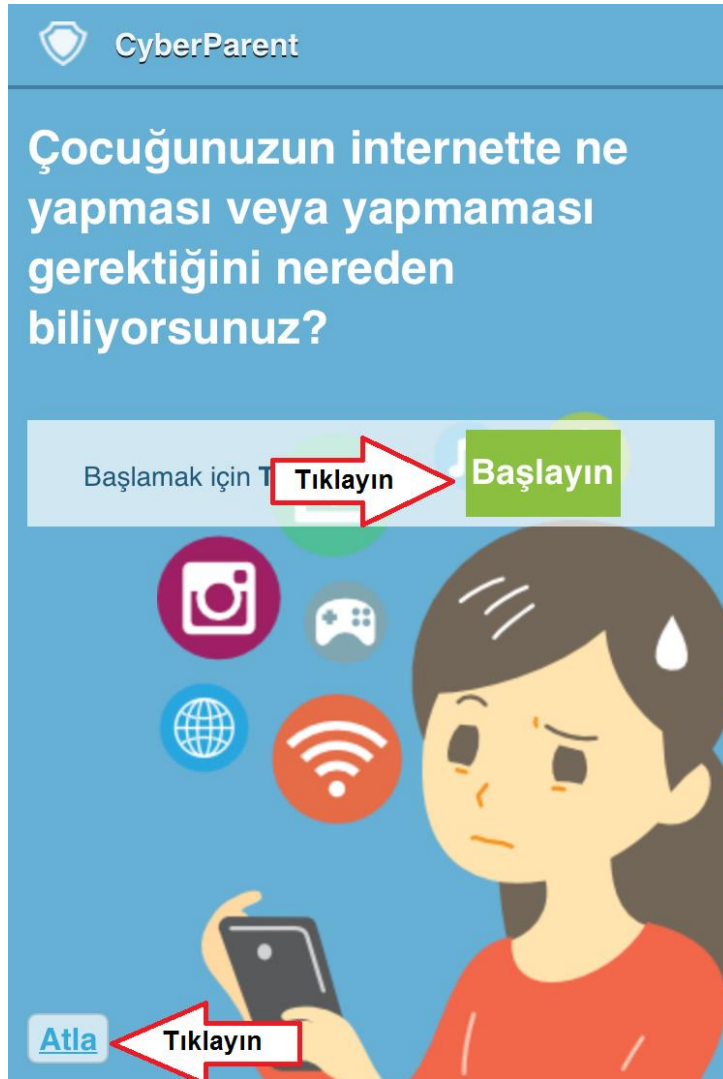 CyberParent
Çocuğunuzun internette ne
yapması veya yapmaması
gerektiğini nereden
biliyorsunuz?
Başlamak için T
Tıklayın
Başlayın
Atla
Tıklayın